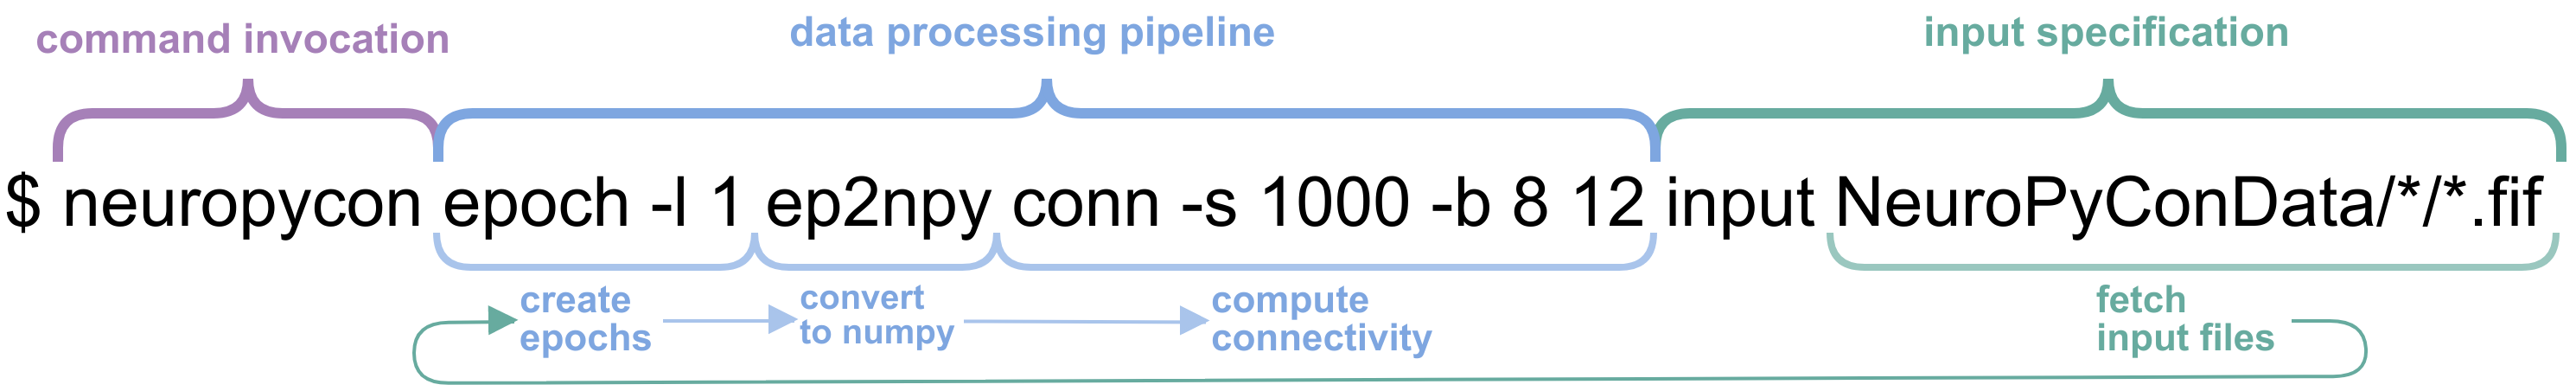 command invocation
data processing pipeline
input specification
$ neuropycon epoch -l 1 ep2npy conn -s 1000 -b 8 12 input NeuroPyConData/*/*.fif
create
epochs
convert
to numpy
compute
connectivity
fetch
input files